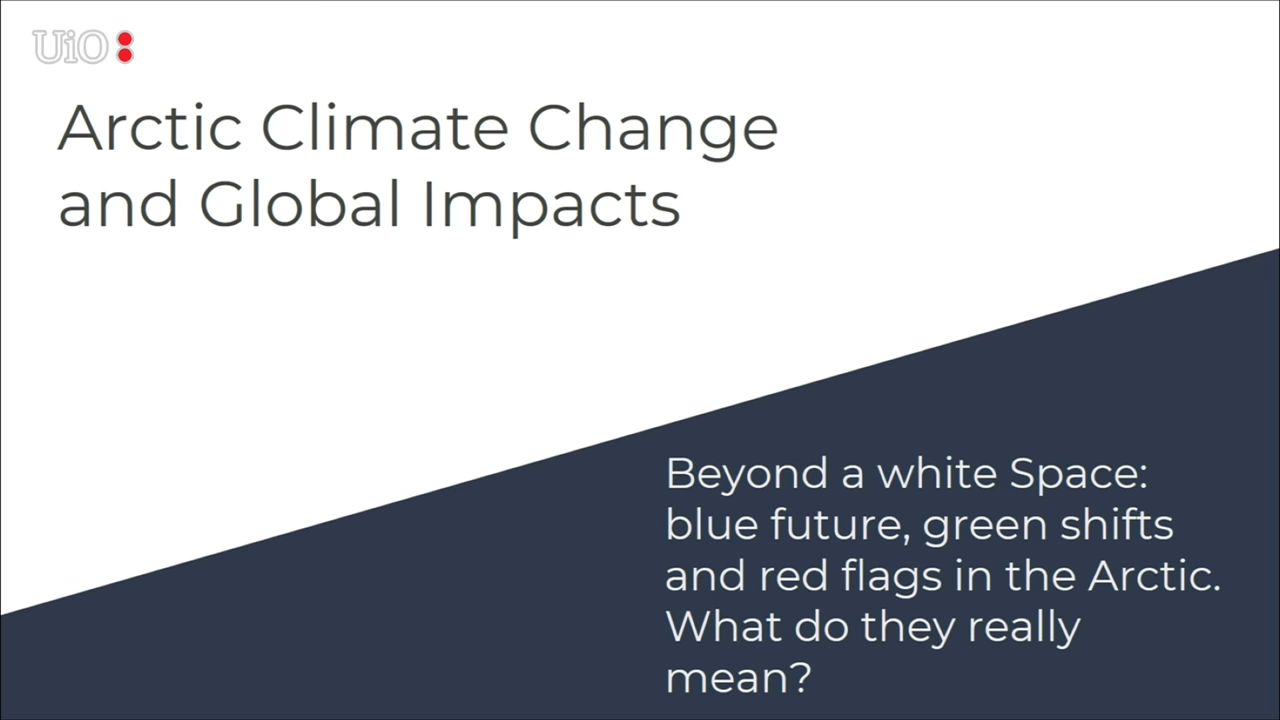 UiO
Arctic Climate Change
and Global Impacts
Beyond a white Space:
blue future, green shifts
and red flags in the Arctic.
What do they really
mean?